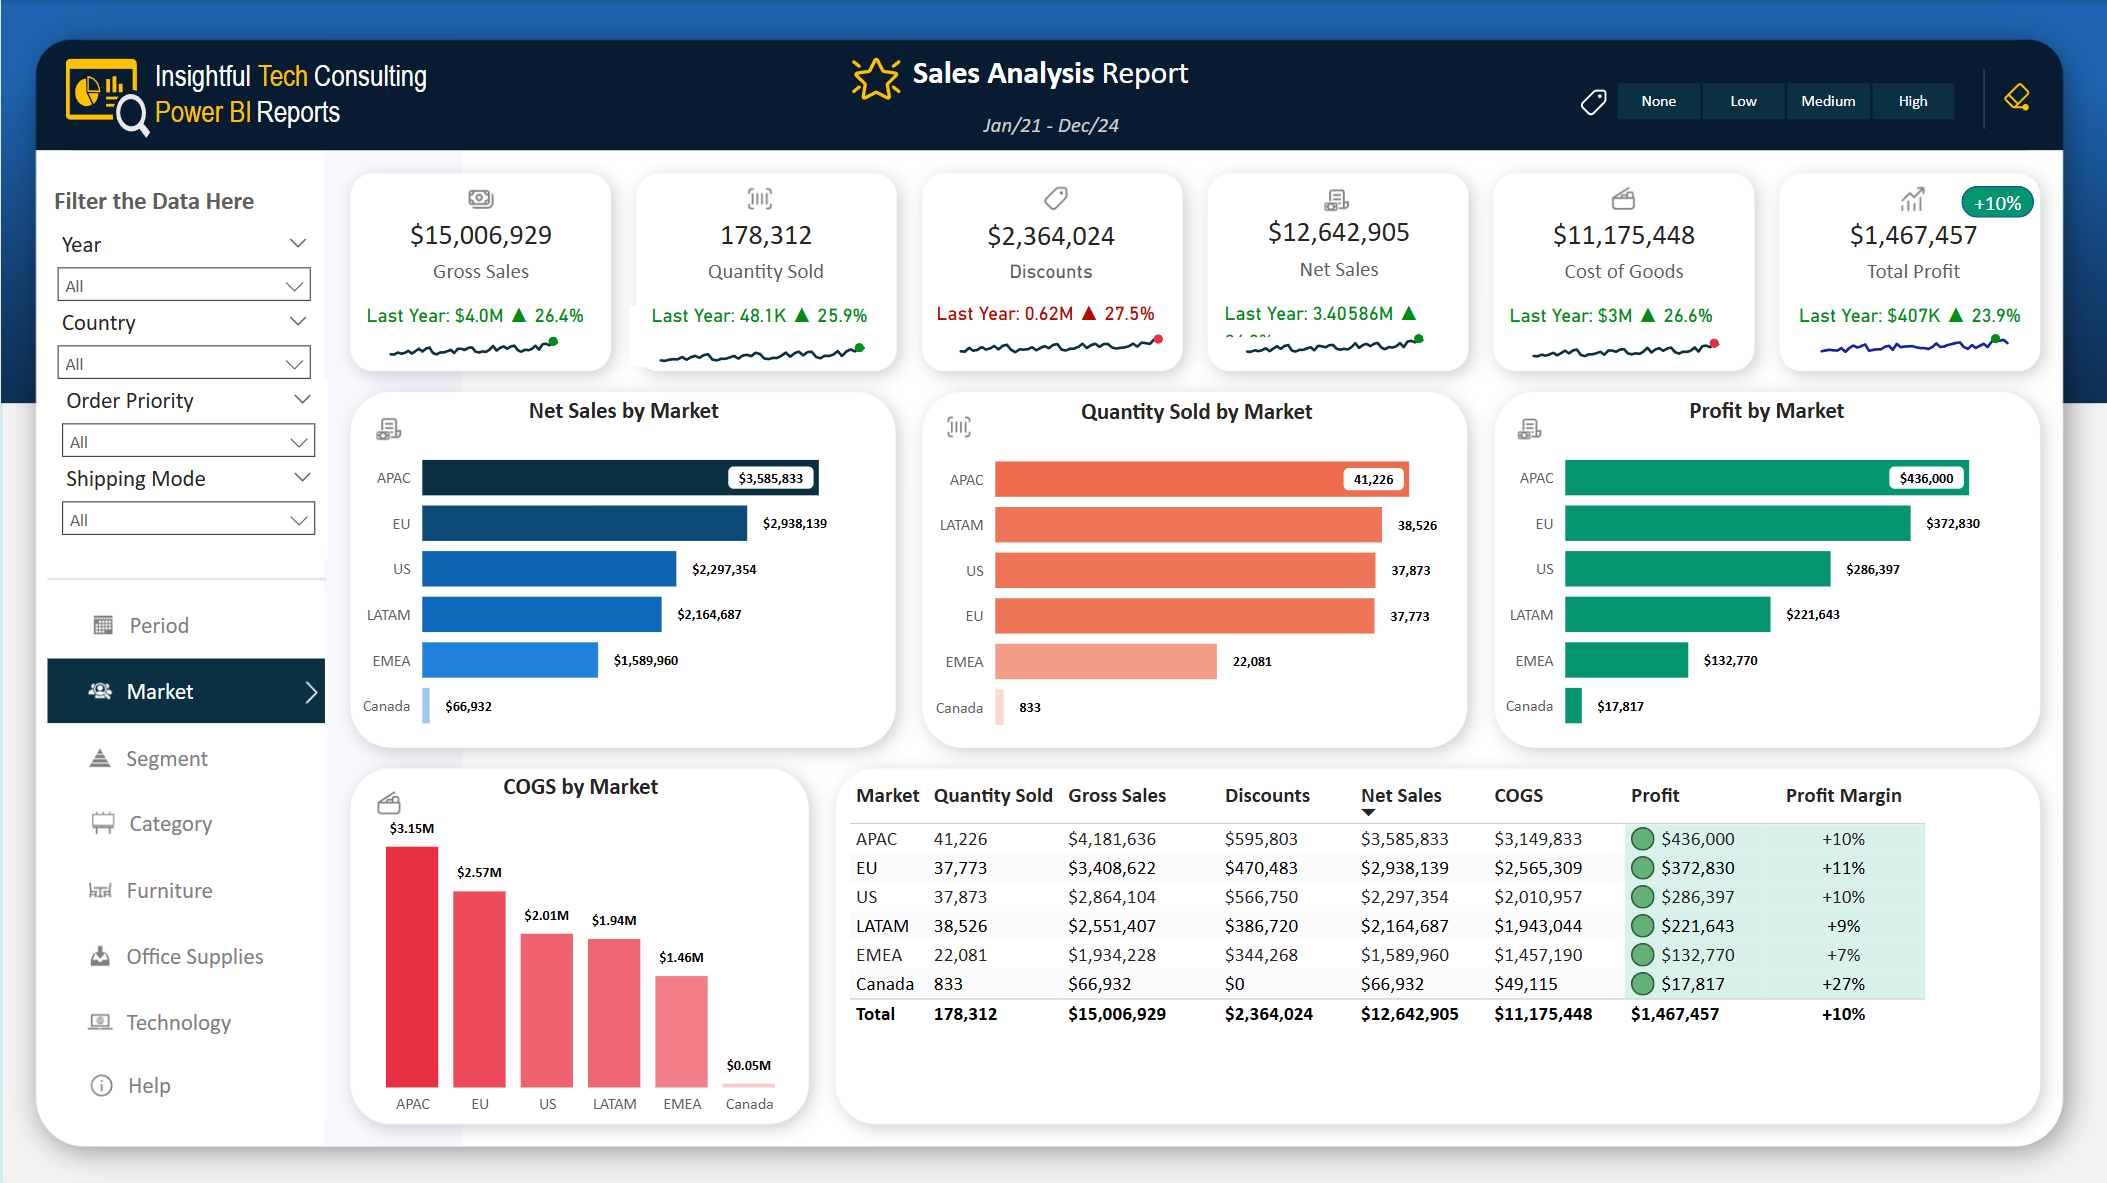 Insightful Tech Consulting
Power BI Reports
Sales Analysis Report
Jan/21 - Dec/24
None
Low
Medium
High
Filter the Data Here
Year
All
Country
All
Order Priority
All
Shipping Mode
All
Period
Market
Segment
Category
Furniture
Office Supplies
Technology
Help
$15,006,929
Gross Sales
Last Year: $4.0M ▲ 26.4%
178,312
Quantity Sold
Last Year: 48.1K ▲ 25.9%
$2,364,024
Discounts
Last Year: 0.62M ▲ 27.5%
$12,642,905
Net Sales
Last Year: 3.40586M ▲
$11,175,448
Cost of Goods
Last Year: $3M ▲ 26.6%
+10%
$1,467,457
Total Profit
Last Year: $407K ▲ 23.9%
Net Sales by Market
APAC $3,585,833
EU $2,938,139
US $2,297,354
LATAM $2,164,687
EMEA $1,589,960
Canada $66,932
Quantity Sold by Market
APAC 41,226
LATAM 38,526
US 37,873
EU 37,773
EMEA 22,081
Canada 833
Profit by Market
APAC $436,000
EU $372,830
US $286,397
LATAM $221,643
EMEA $132,770
Canada $17,817
COGS by Market
$3.15M
$2.57M
$2.01M
$1.94M
$1.46M
$0.05M
APAC EU US LATAM EMEA Canada
Market Quantity Sold Gross Sales Discounts Net Sales COGS Profit Profit Margin
APAC 41,226 $4,181,636 $595,803 $3,585,833 $3,149,833 $436,000 +10%
EU 37,773 $3,408,622 $470,483 $2,938,139 $2,565,309 $372,830 +11%
US 37,873 $2,864,104 $566,750 $2,297,354 $2,010,957 $286,397 +10%
LATAM 38,526 $2,551,407 $386,720 $2,164,687 $1,943,044 $221,643 +9%
EMEA 22,081 $1,934,228 $344,268 $1,589,960 $1,457,190 $132,770 +7%
Canada 833 $66,932 $0 $66,932 $49,115 $17,817 +27%
Total 178,312 $15,006,929 $2,364,024 $12,642,905 $11,175,448 $1,467,457 +10%